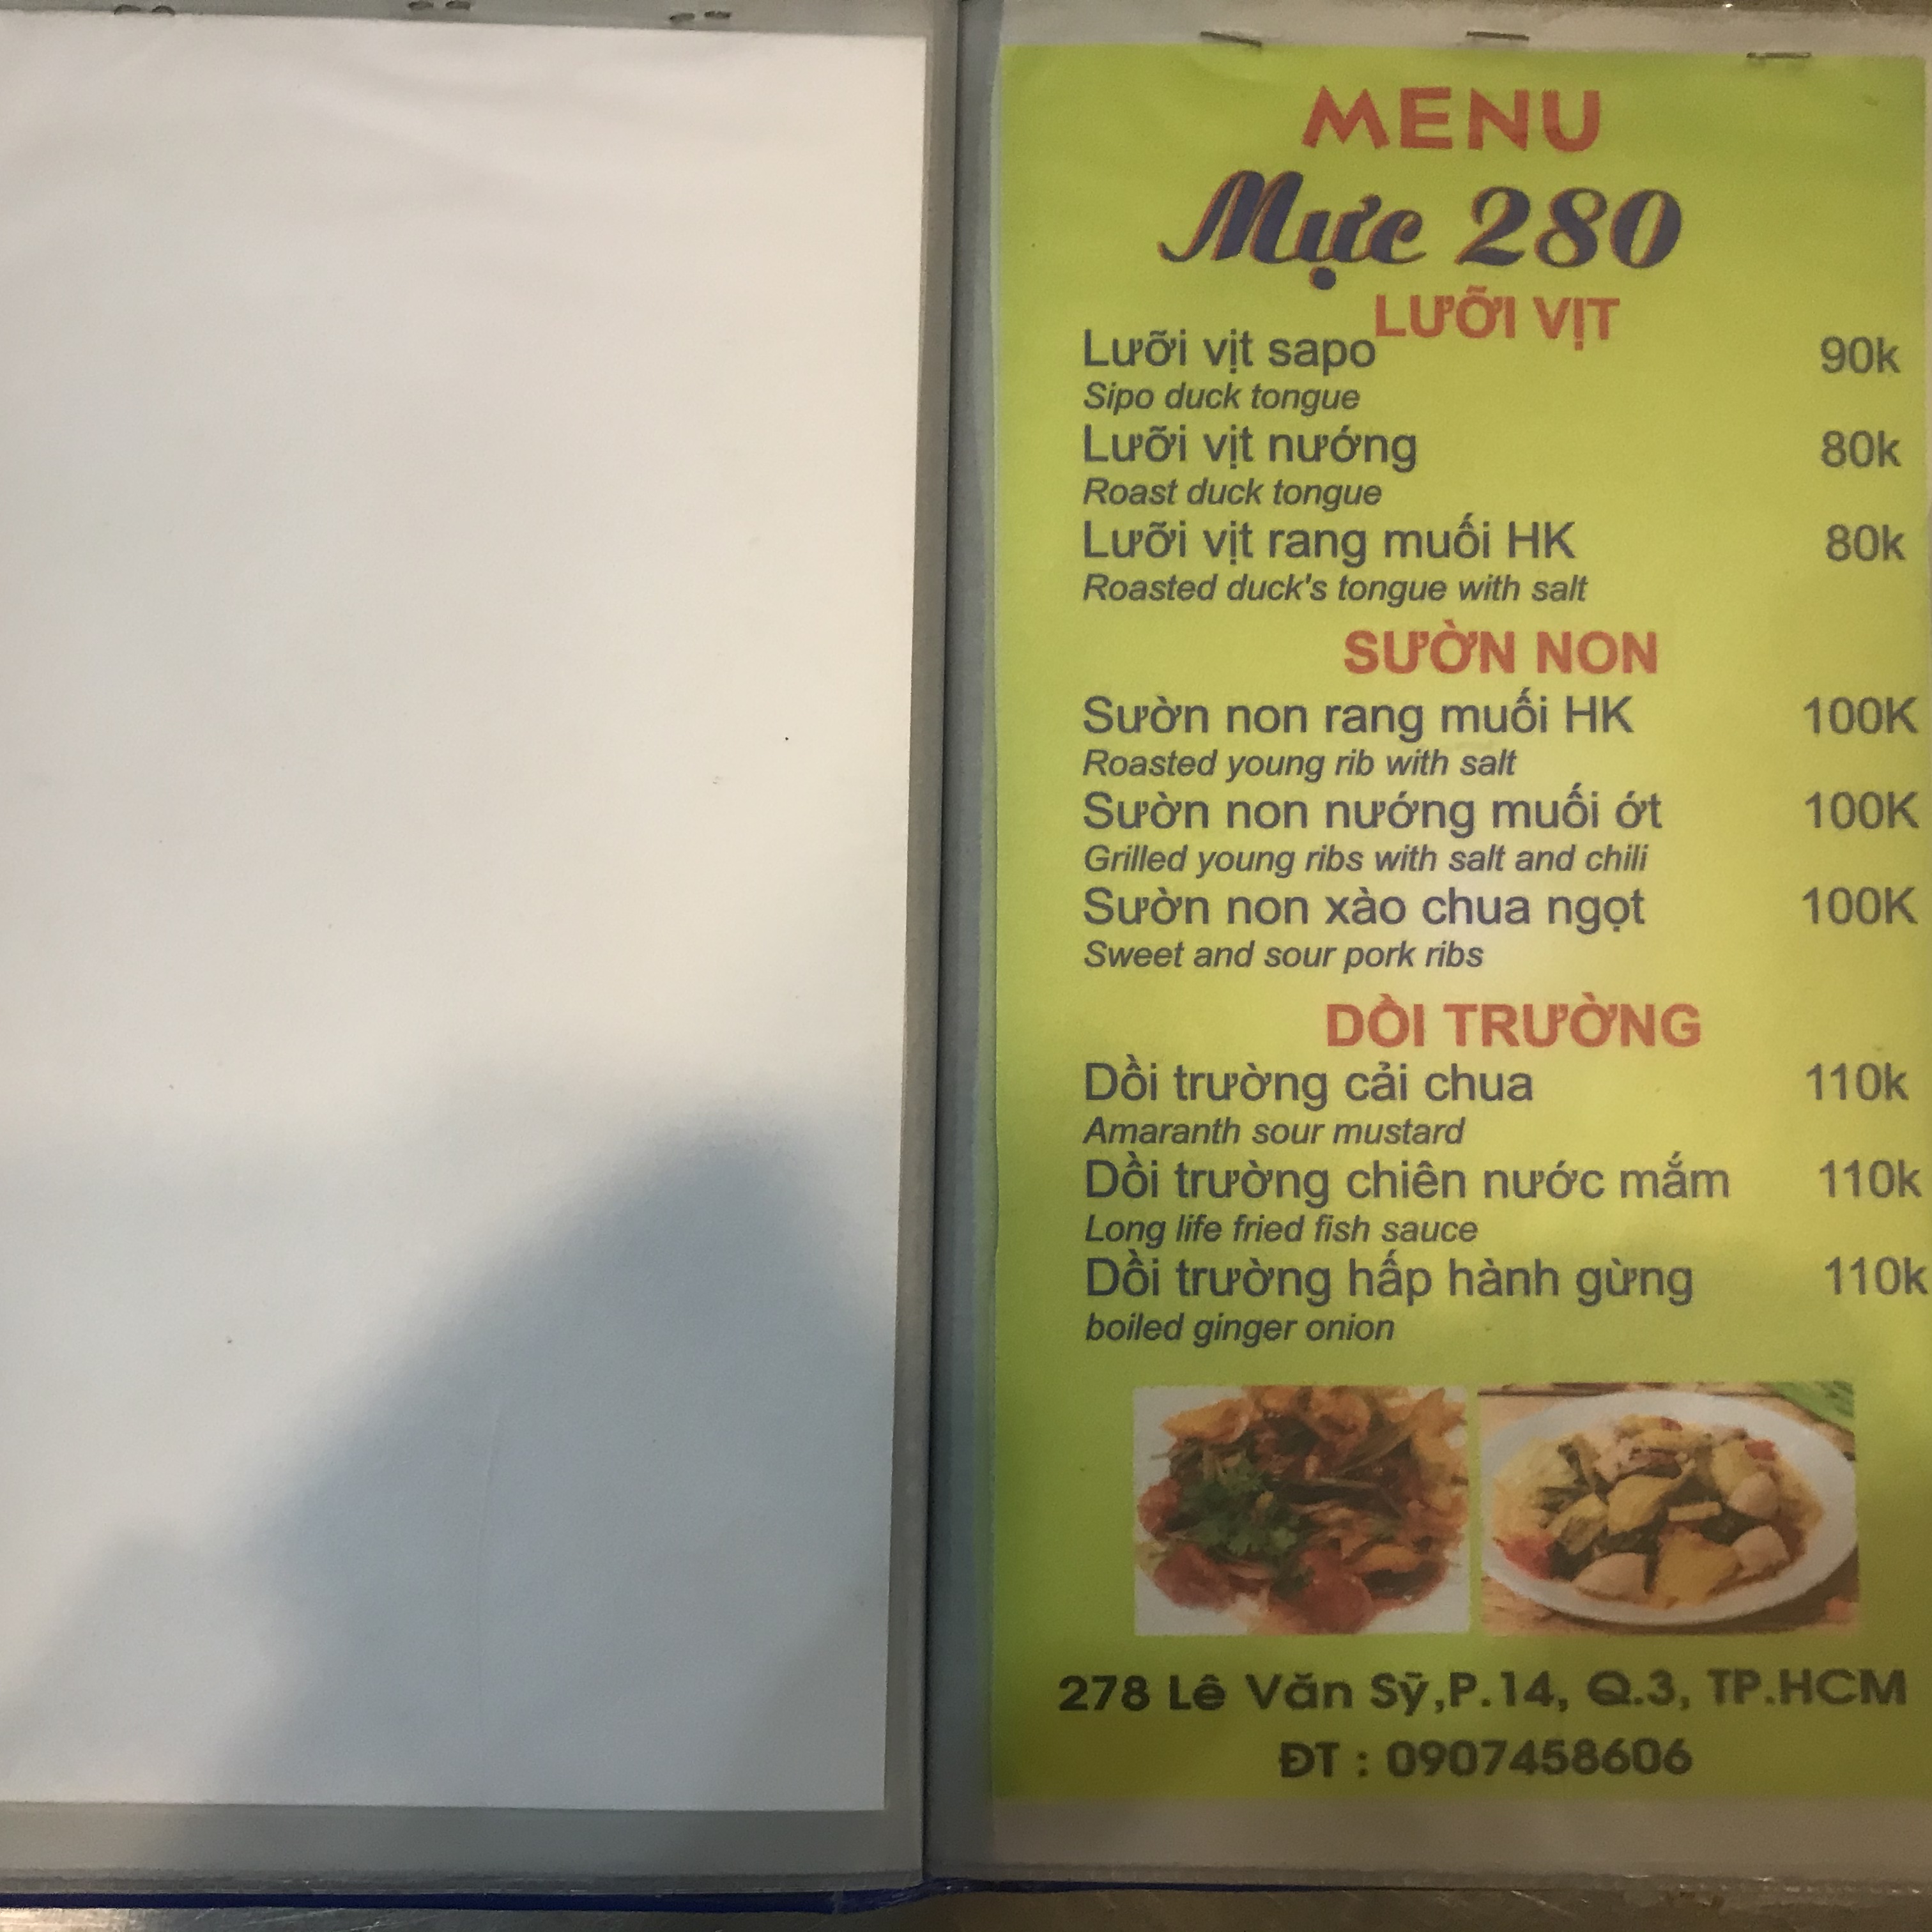 MENU
Mực 280
LƯỠI VỊT
Lưỡi vịt sapo 90k
Sipo duck tongue
Lưỡi vịt nướng 80k
Roast duck tongue
Lưỡi vịt rang muối HK 80k
Roasted duck's tongue with salt
SƯỜN NON
Sườn non rang muối HK 100K
Roasted young rib with salt
Sườn non nướng muối ớt 100K
Grilled young ribs with salt and chili
Sườn non xào chua ngọt 100K
Sweet and sour pork ribs
DỒI TRƯỜNG
Dồi trường cải chua 110k
Amaranth sour mustard
Dồi trường chiên nước mắm 110k
Long life fried fish sauce
Dồi trường hấp hành gừng 110k
boiled ginger onion
278 Lê Văn Sỹ,P.14, Q.3, TP.HCM
ĐT : 0907458606